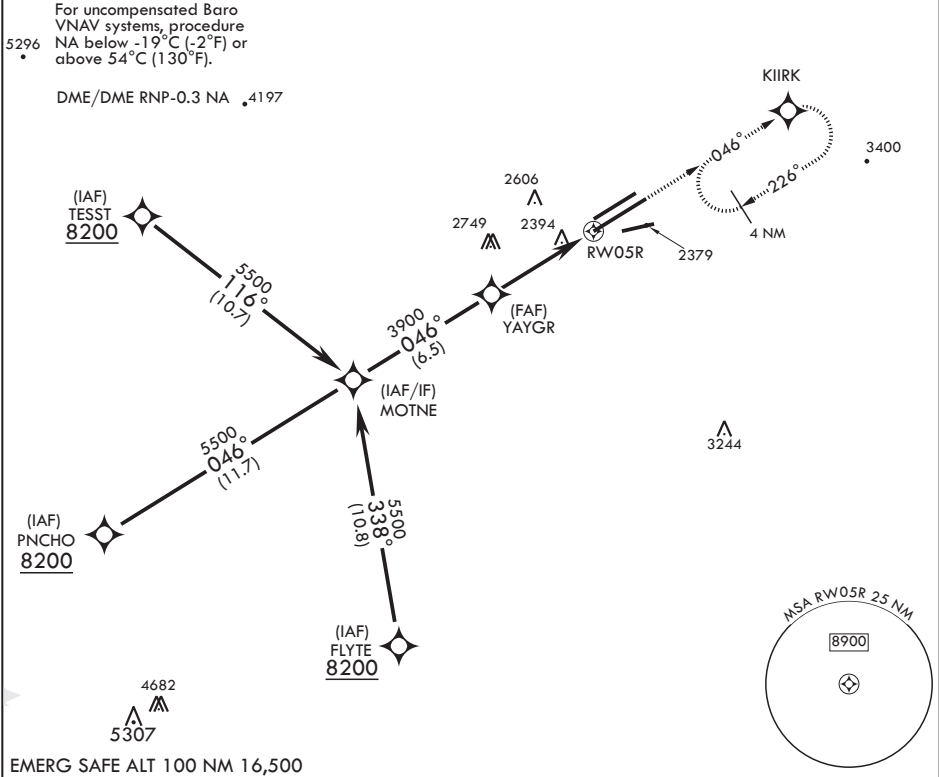 For uncompensated Baro
VNAV systems, procedure
NA below -19°C (-2°F) or
above 54°C (130°F).
5296
DME/DME RNP-0.3 NA
4197
KIIRK
3400
046°
226°
4 NM
2606
2749
2394
RW05R
2379
(IAF)
TESST
8200
5500
116°
(10.7)
(FAF)
YAYGR
3900
046°
(6.5)
(IAF/IF)
MOTNE
3244
5500
046°
(11.7)
(IAF)
PNCHO
8200
5500
338°
(10.8)
(IAF)
FLYTE
8200
MSA RW05R 25 NM
8900
4682
5307
EMERG SAFE ALT 100 NM 16,500